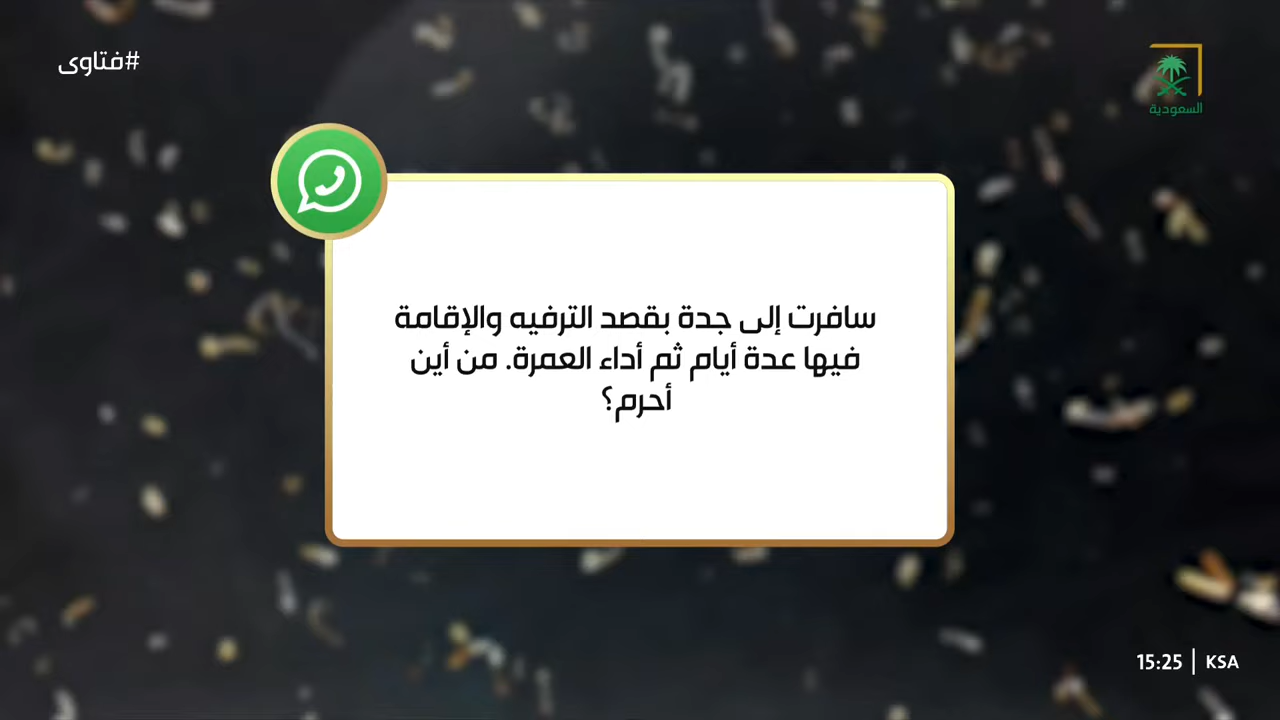 #فتاوى
السعودية
سافرت إلى جدة بقصد الترفيه والإقامة
فيها عدة أيام ثم أداء العمرة. من أين
أحرم؟
15:25 | KSA